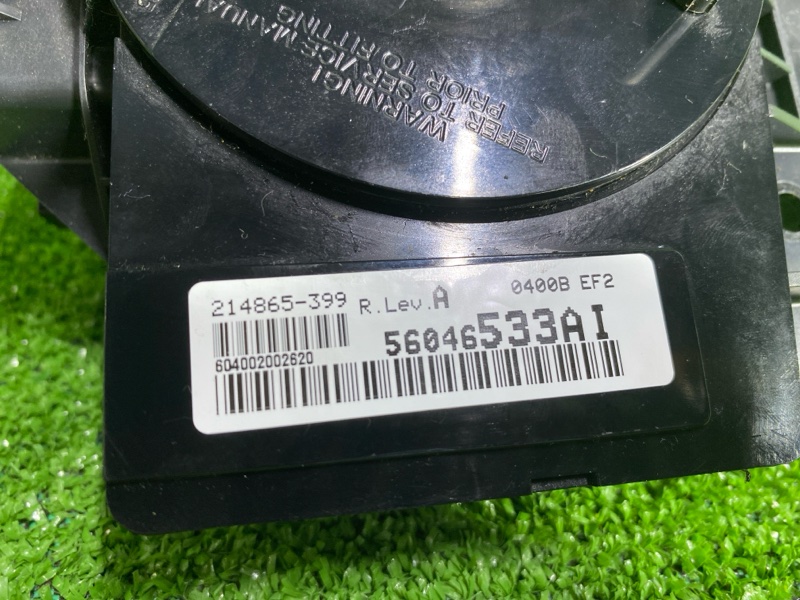 WARNING!
REFER TO SERVICE MANUAL
PRIOR TO FITTING
214865-399 R.Lev.A 0400B EF2
56046533AI
604002002620